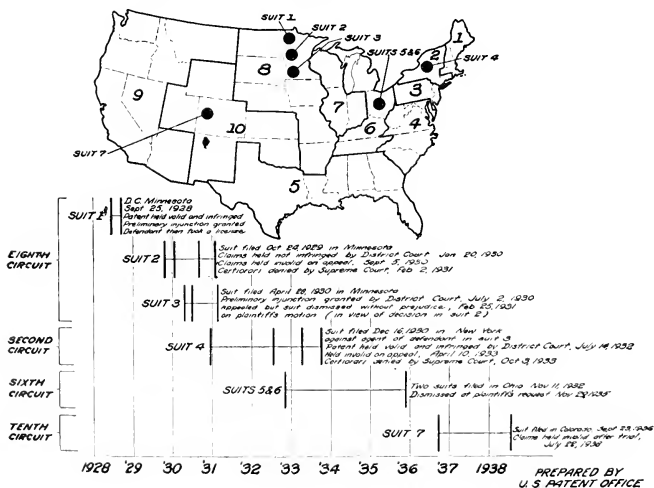 SUIT 1
SUIT 2
SUIT 3
SUITS 5&6
SUIT 4
1
2
3
4
5
6
7
8
9
10
SUIT 7
EIGHTH CIRCUIT
SUIT 1
D.C. Minnesota
Sept 25, 1938
Patent held valid and infringed
Preliminary injunction granted
Defendant then took a license.
SUIT 2
Suit filed Oct 24, 1929 in Minnesota
Claims held not infringed by District Court Jan 20, 1930
Claims held invalid on appeal, Sept 5, 1930
Certiorari denied by Supreme Court, Feb 2, 1931
SUIT 3
Suit filed April 28, 1930 in Minnesota
Preliminary injunction granted by District Court, July 2, 1930
Appealed but suit dismissed without prejudice, Feb 25, 1931
on plaintiff's motion (in view of decision in suit 2)
SECOND CIRCUIT
SUIT 4
Suit filed Dec 16, 1930 in New York
against agent of defendant in suit 3
Patent held valid and infringed by District Court, July 1932
Held invalid on appeal, April 10, 1933
Certiorari denied by Supreme Court, Oct 3, 1933
SIXTH CIRCUIT
SUITS 5&6
Two suits filed in Ohio Nov 11, 1932
Dismissed at plaintiff's request Nov 1935
TENTH CIRCUIT
SUIT 7
Suit filed in Colorado Sept 23, 1936
Claims held invalid after trial,
July 1938
1928 '29 '30 '31 '32 '33 '34 '35 '36 '37 1938
PREPARED BY
U.S. PATENT OFFICE